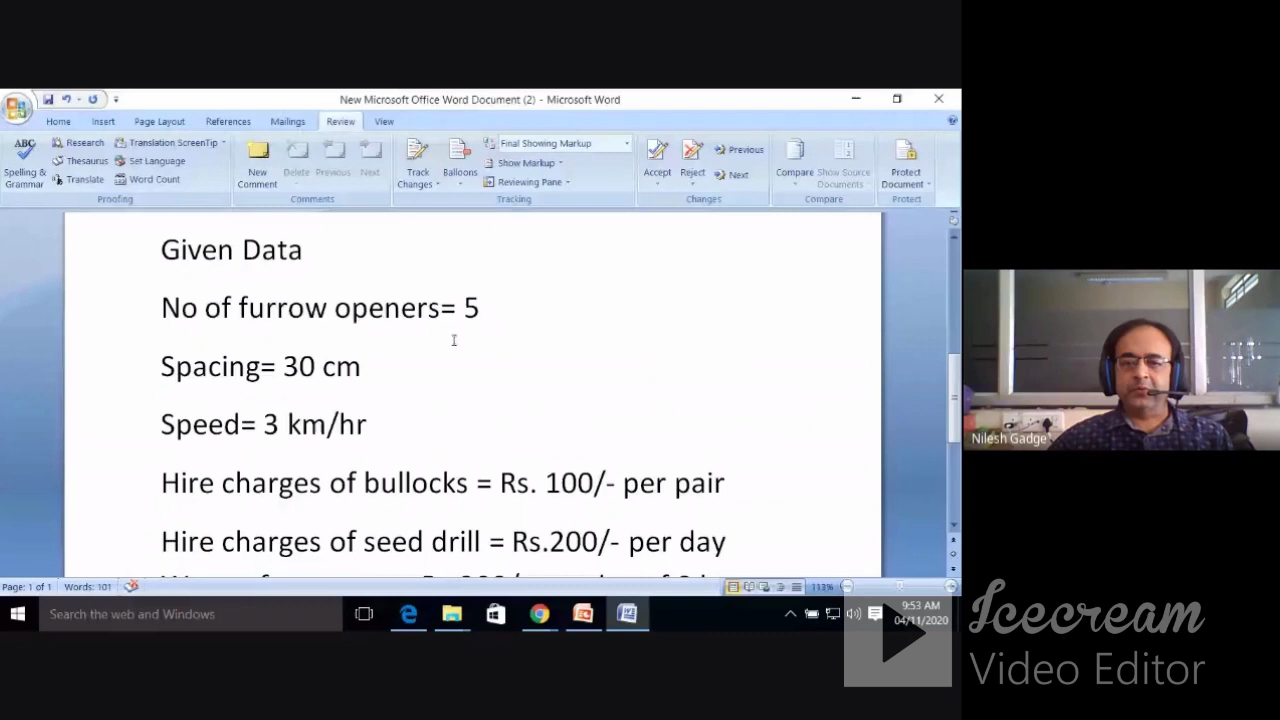 New Microsoft Office Word Document (2) - Microsoft Word
Home Insert Page Layout References Mailings Review View
ABC
Spelling & Grammar
Research
Thesaurus
Translate
Translation ScreenTip
Set Language
Word Count
Proofing
New Comment
Delete
Previous
Next
Comments
Track Changes
Balloons
Final Showing Markup
Show Markup
Reviewing Pane
Tracking
Accept
Reject
Previous
Next
Changes
Compare
Show Source Documents
Compare
Protect Document
Protect
Given Data
No of furrow openers= 5
Spacing= 30 cm
Speed= 3 km/hr
Hire charges of bullocks = Rs. 100/- per pair
Hire charges of seed drill = Rs.200/- per day
Nilesh Gadge
Page: 1 of 1
Words: 101
113%
Search the web and Windows
9:53 AM
04/11/2020
Icecream
Video Editor